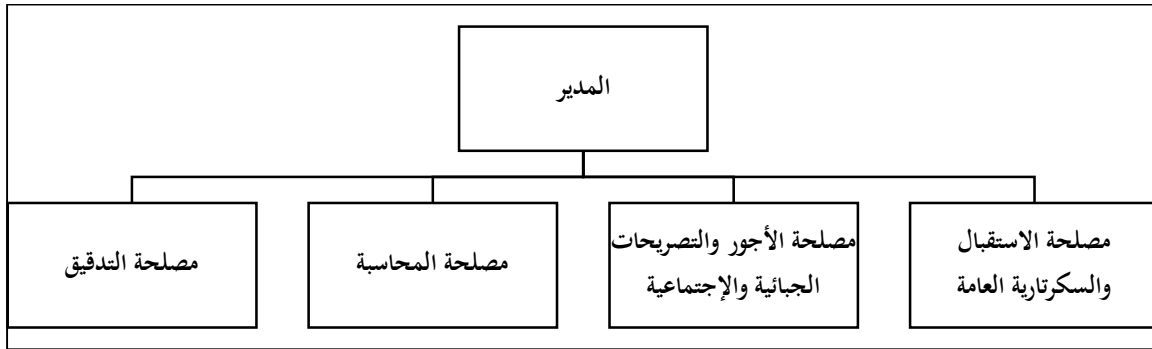 المدير
مصلحة الاستقبال
والسكرتارية العامة
مصلحة الأجور والتصريحات
الجبائية والإجتماعية
مصلحة المحاسبة
مصلحة التدقيق